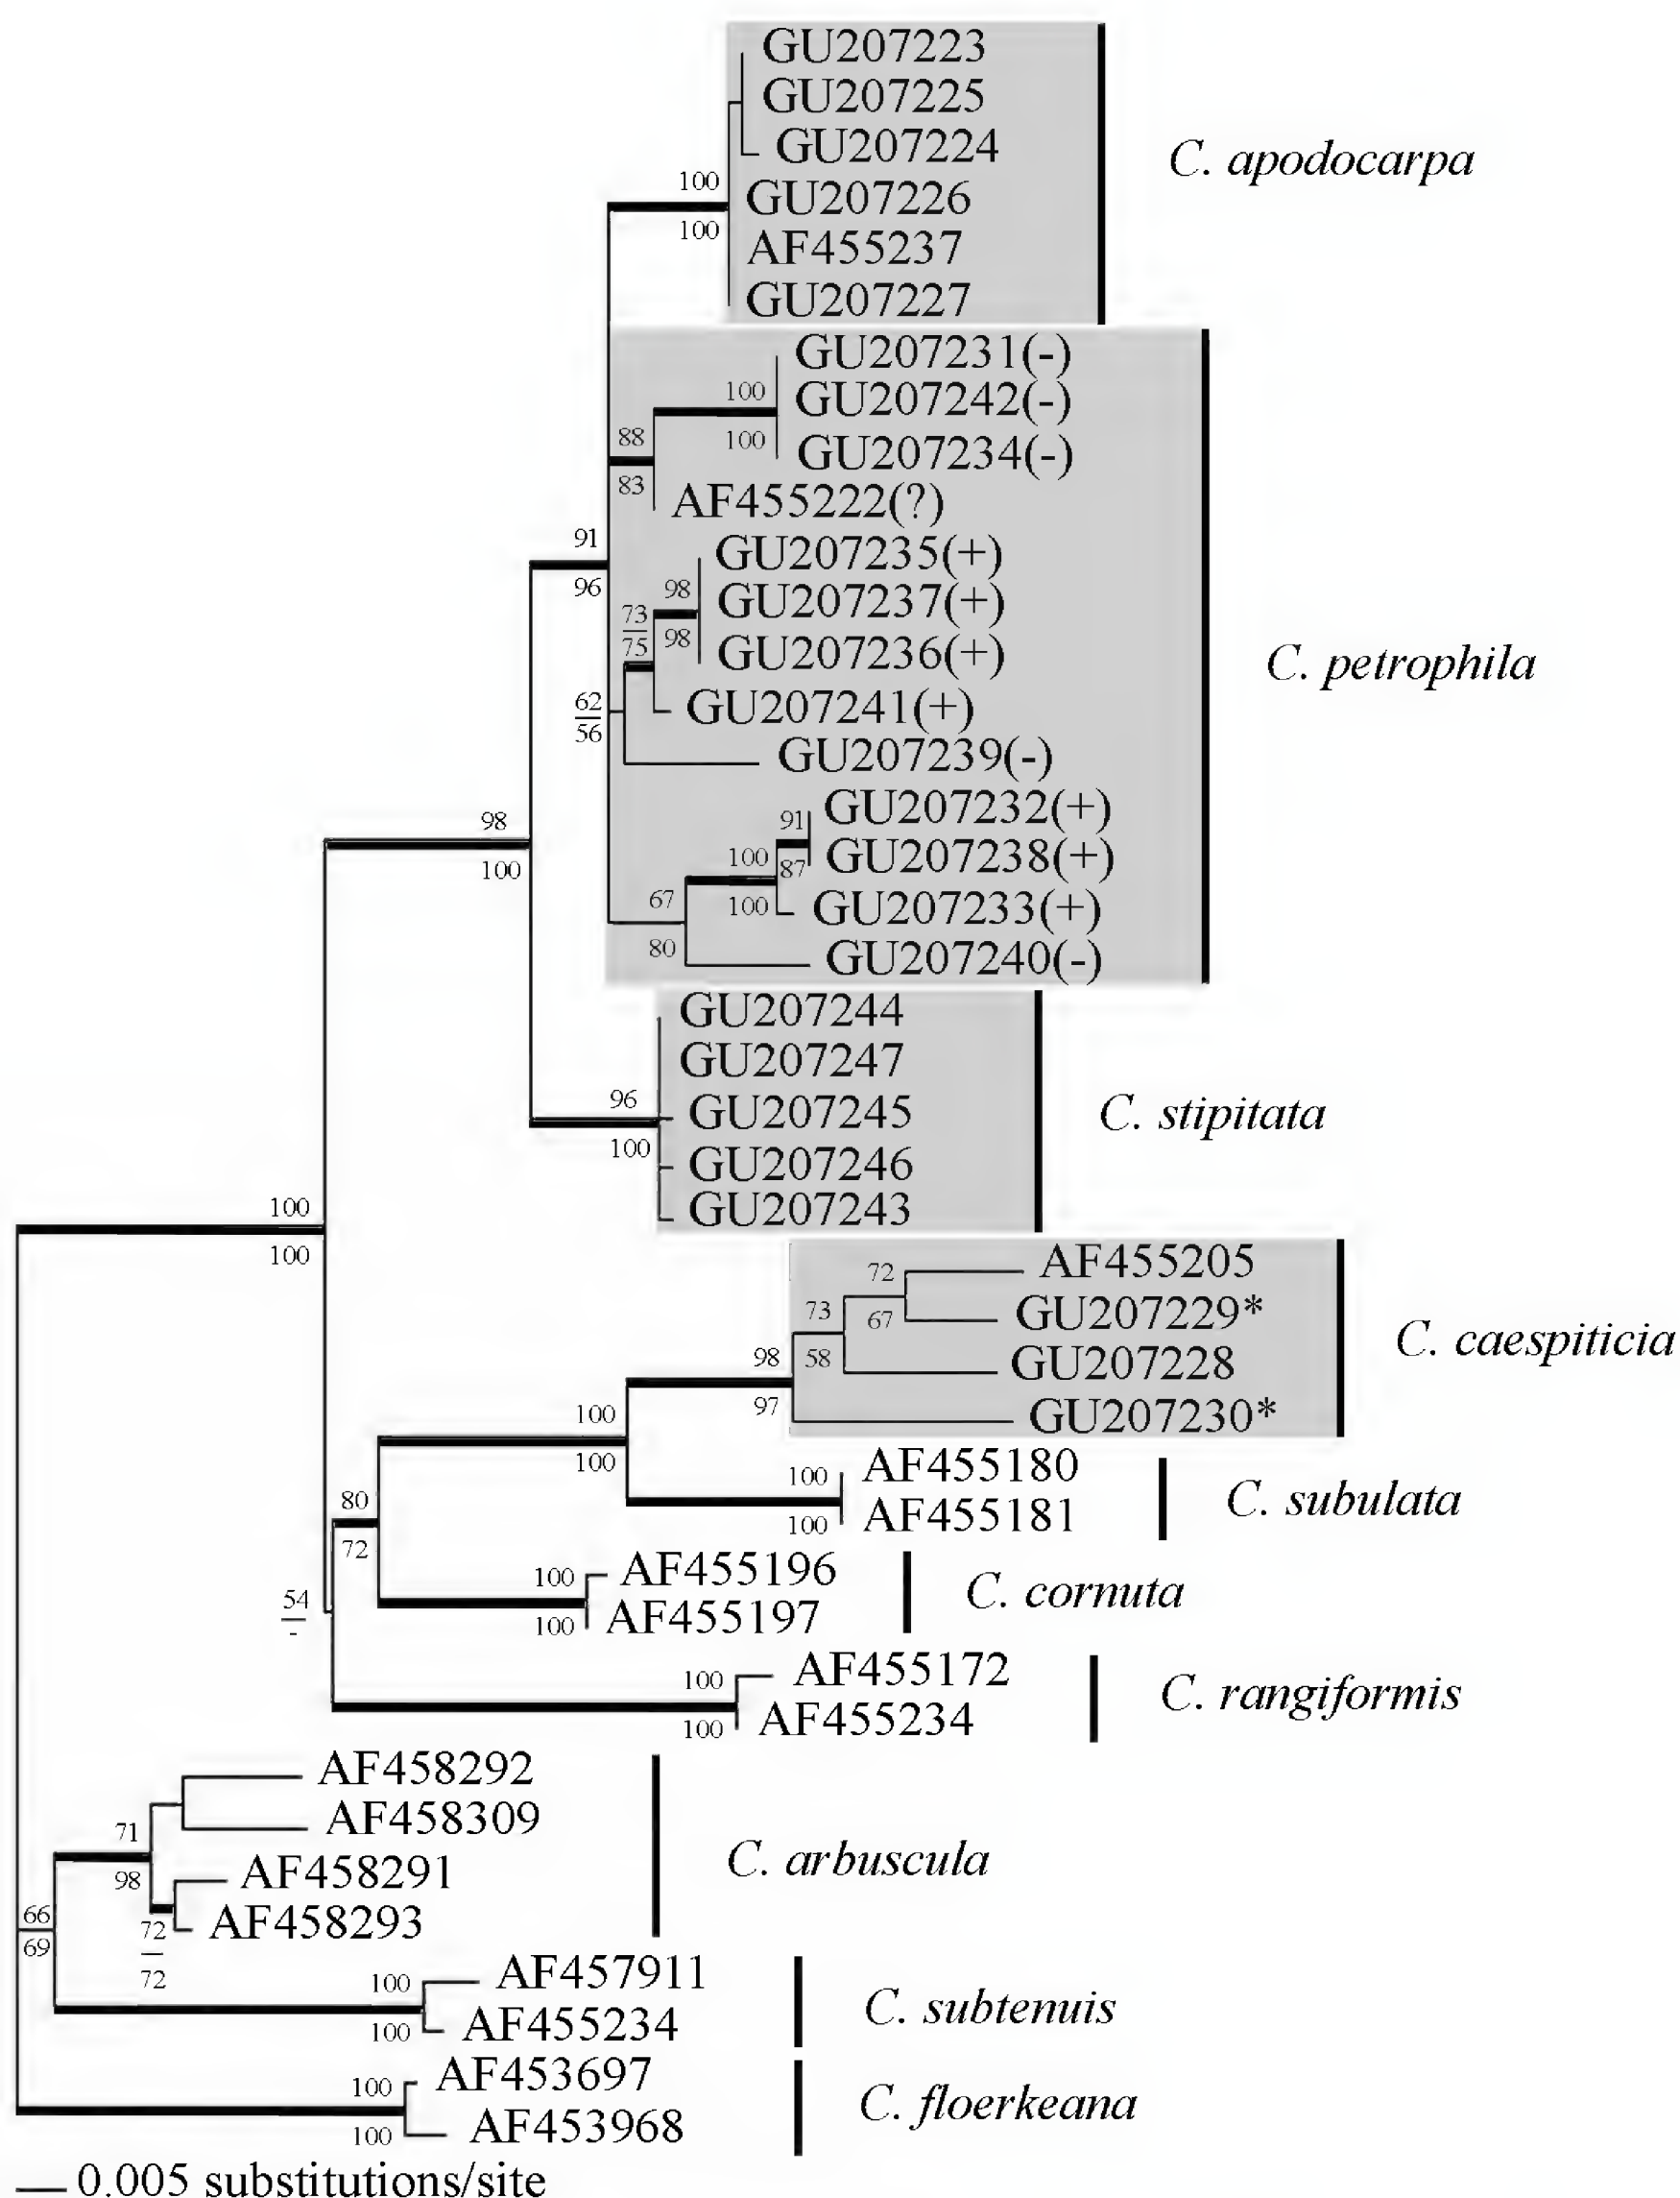 GU207223
GU207225
GU207224
C. apodocarpa
100
GU207226
100
AF455237
GU207227
GU207231(-)
100
GU207242(-)
88
100
GU207234(-)
83
AF455222(?)
91
GU207235(+)
96
98
GU207237(+)
73
75
98
GU207236(+)
C. petrophila
62
GU207241(+)
56
GU207239(-)
98
91
GU207232(+)
100
100
87
GU207238(+)
67
100
GU207233(+)
80
GU207240(-)
GU207244
GU207247
96
GU207245
C. stipitata
100
GU207246
GU207243
100
100
72
AF455205
73
67
GU207229*
C. caespiticia
98
58
GU207228
97
GU207230*
100
100
100
AF455180
C. subulata
80
100
AF455181
72
100
AF455196
C. cornuta
54
-
100
AF455197
100
AF455172
C. rangiformis
100
AF455234
AF458292
71
AF458309
98
AF458291
C. arbuscula
66
72
AF458293
69
72
100
AF457911
C. subtenuis
100
AF455234
100
AF453697
C. floerkeana
100
AF453968
0.005 substitutions/site